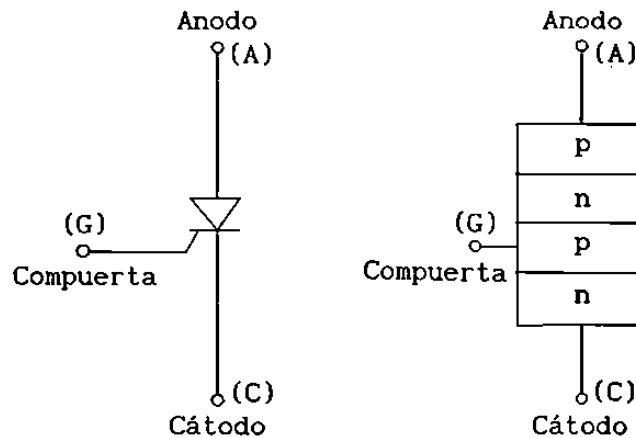 Anodo
(A)
(G)
Compuerta
(C)
Cátodo
Anodo
(A)
p
n
(G)
p
Compuerta
n
(C)
Cátodo